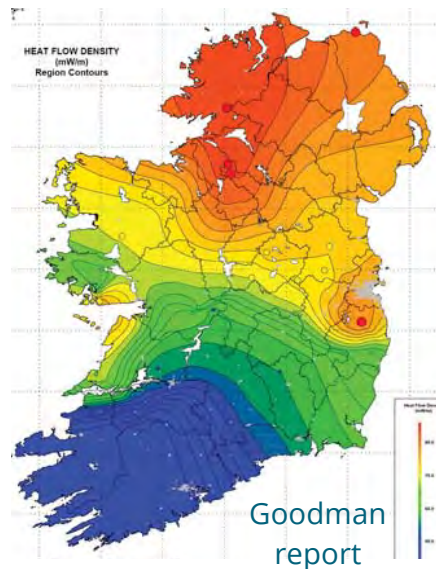 HEAT FLOW DENSITY
(mW/m)
Region Contours
Goodman
report